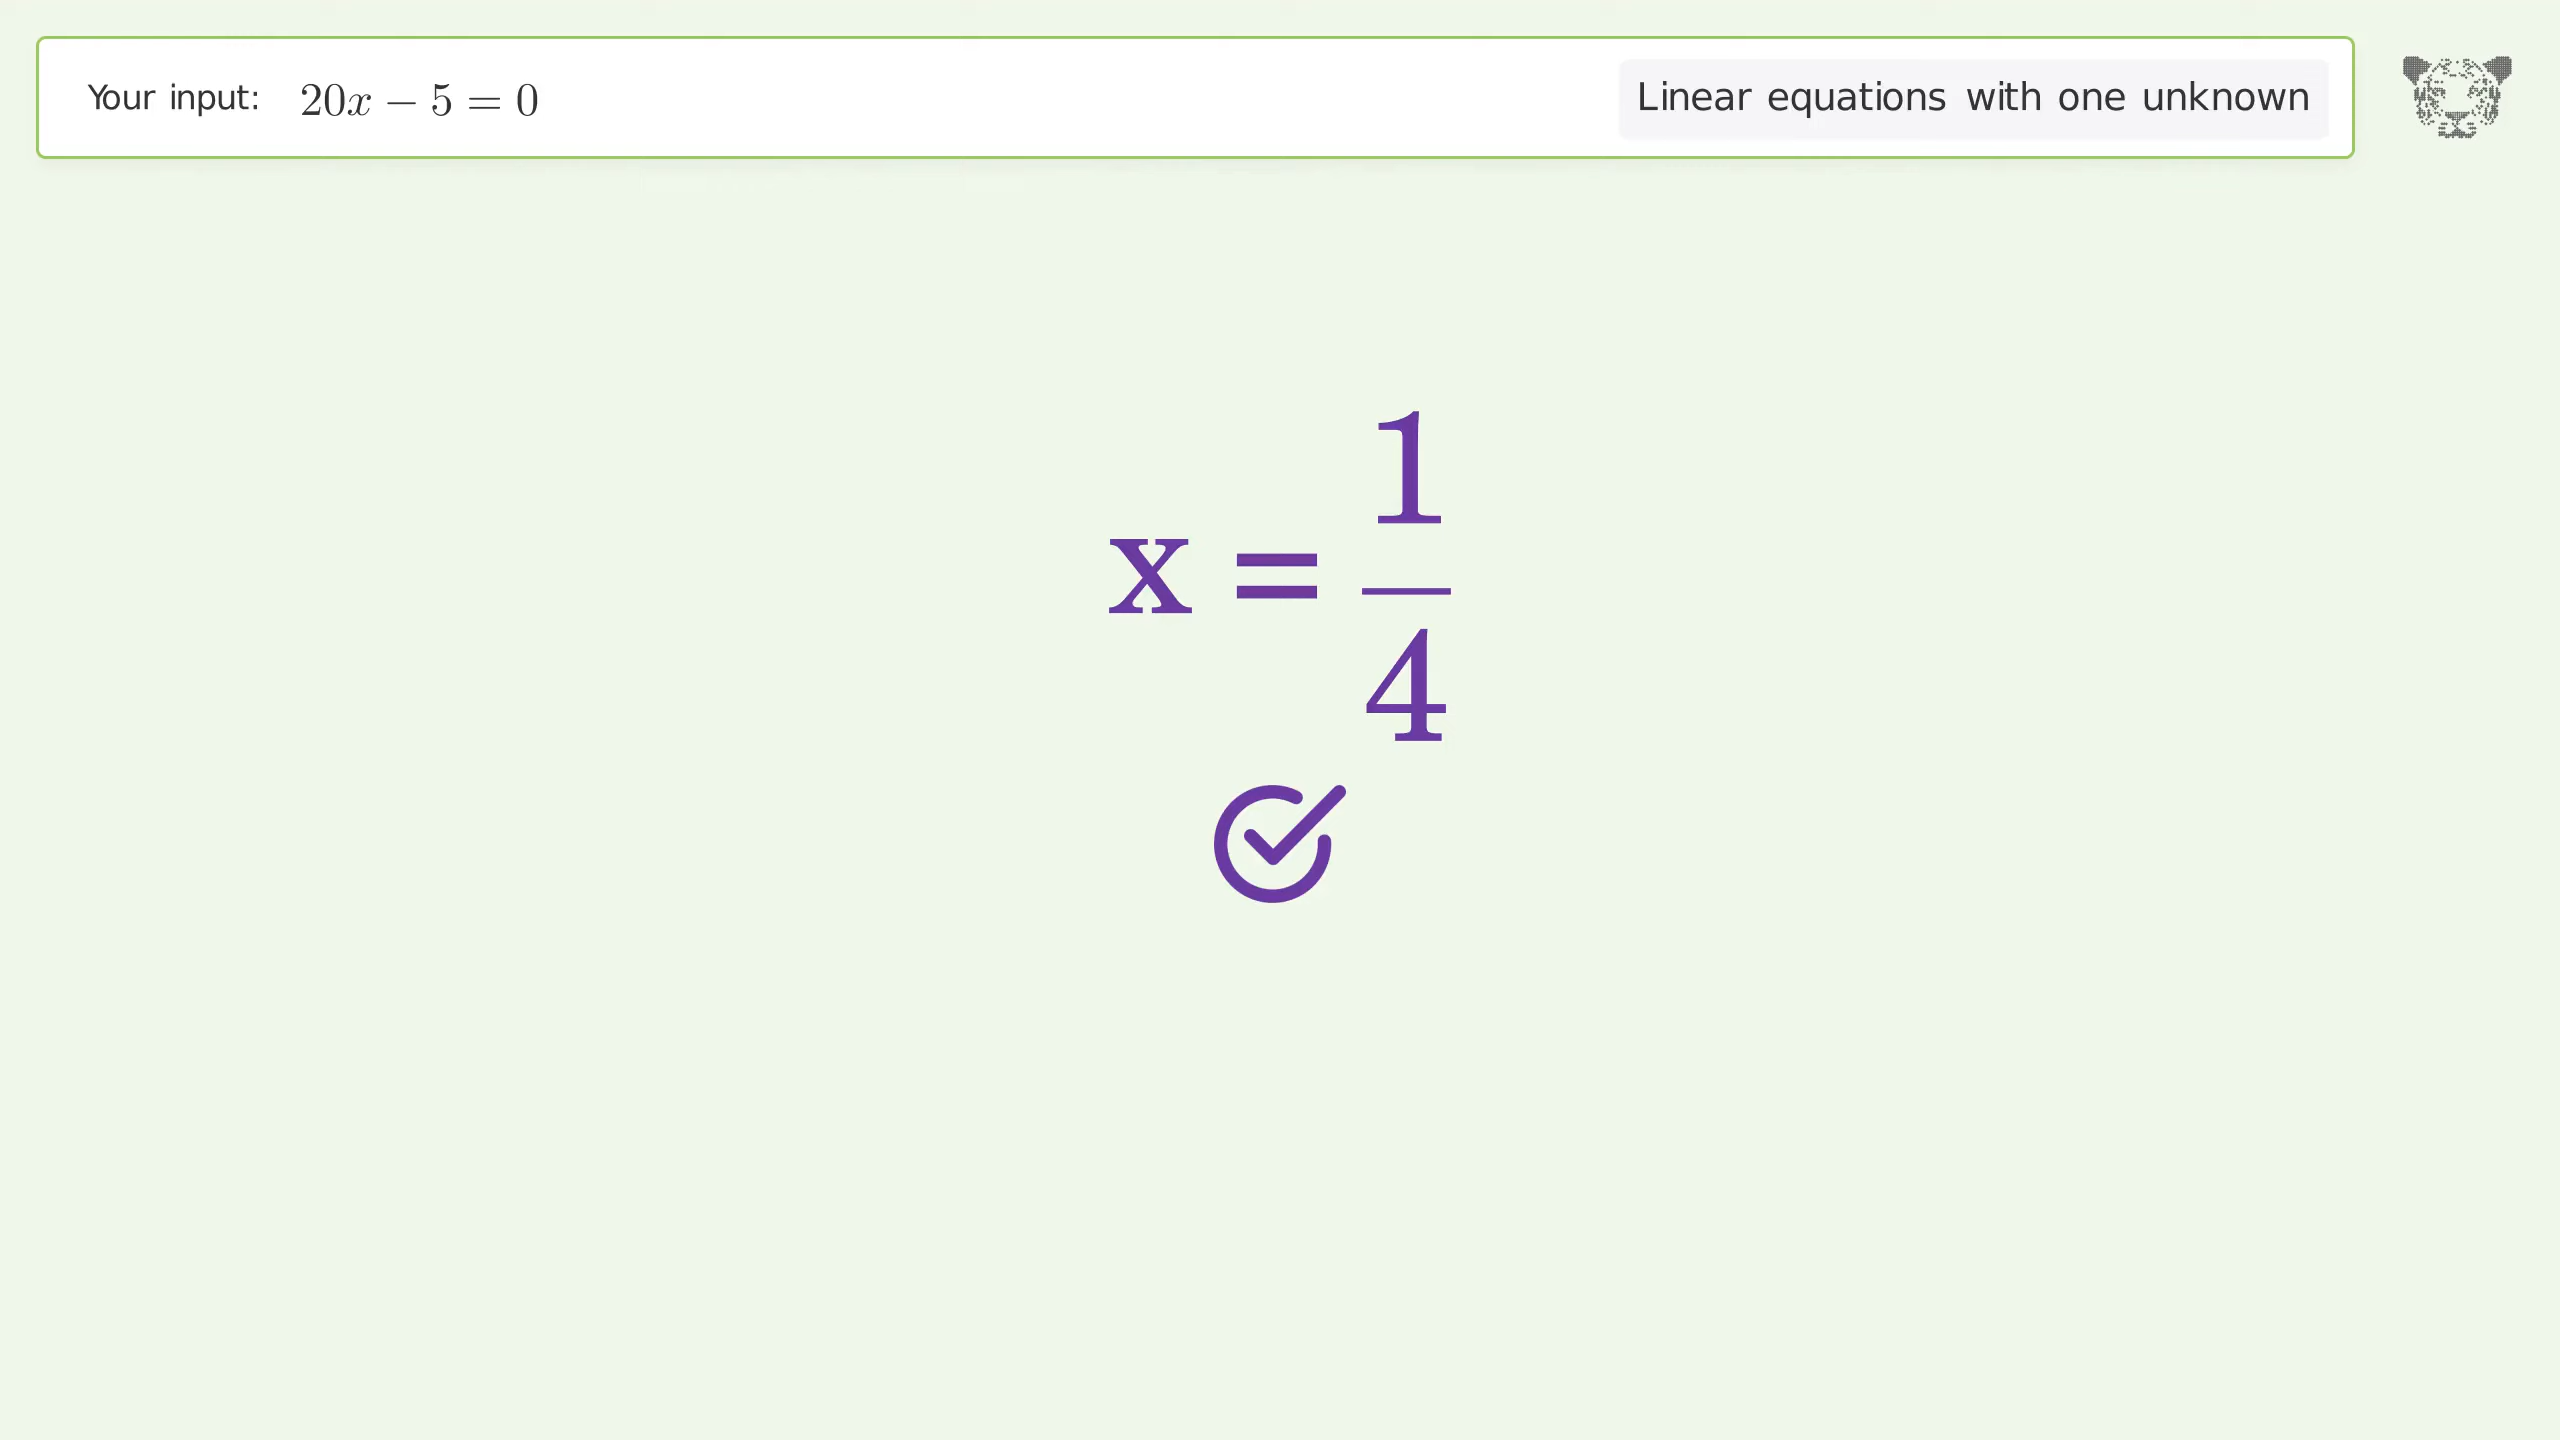 Your input: 20x − 5 = 0
Linear equations with one unknown
x = 1/4